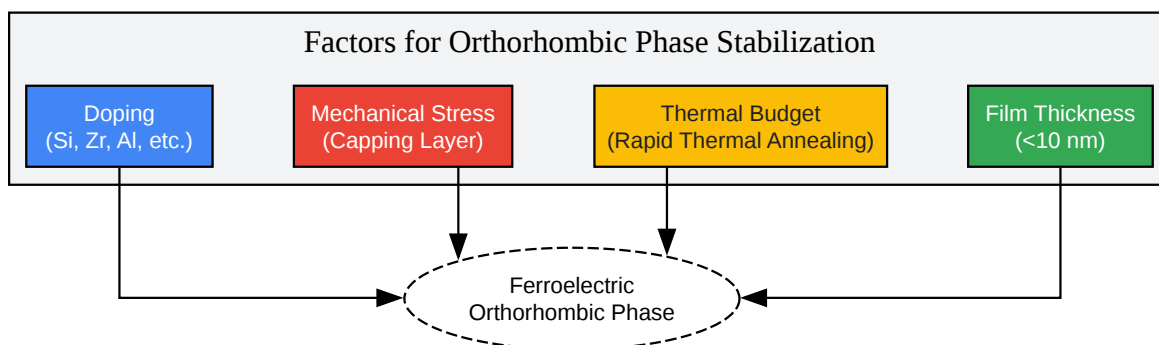 Factors for Orthorhombic Phase Stabilization
Doping
(Si, Zr, Al, etc.)
Mechanical Stress
(Capping Layer)
Thermal Budget
(Rapid Thermal Annealing)
Film Thickness
(<10 nm)
Ferroelectric
Orthorhombic Phase